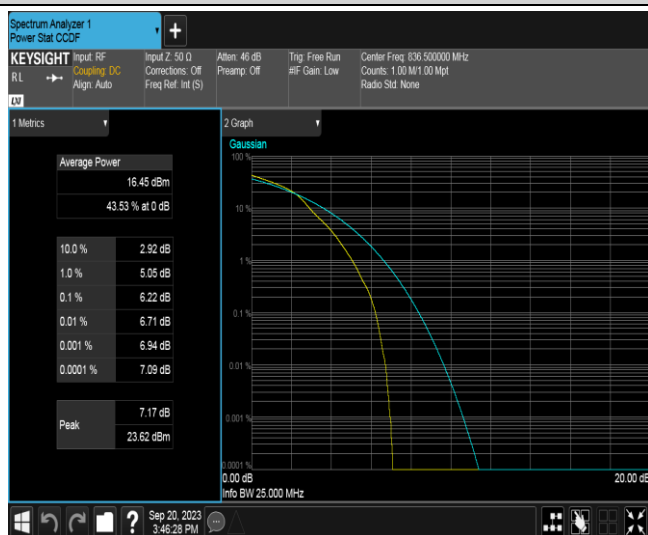 Spectrum Analyzer 1
Power Stat CCDF
KEYSIGHT
R L
LXI
Input: RF
Coupling: DC
Align: Auto
Input Z: 50 Ω
Corrections: Off
Freq Ref: Int (S)
Atten: 46 dB
Preamp: Off
Trig: Free Run
#IF Gain: Low
Center Freq: 836.500000 MHz
Counts: 1.00 M/1.00 Mpt
Radio Std: None
1 Metrics
Average Power
16.45 dBm
43.53 % at 0 dB
10.0 % 2.92 dB
1.0 % 5.05 dB
0.1 % 6.22 dB
0.01 % 6.71 dB
0.001 % 6.94 dB
0.0001 % 7.09 dB
Peak
7.17 dB
23.62 dBm
2 Graph
Gaussian
100 %
10 %
1 %
0.1 %
0.01 %
0.001 %
0.0001 %
0.00 dB 20.00 dB
Info BW 25.000 MHz
Sep 20, 2023
3:46:28 PM